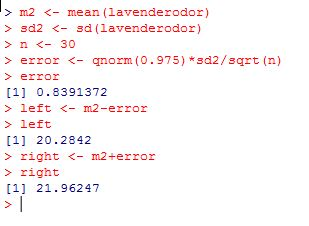 > m2 <- mean(lavenderodor)
> sd2 <- sd(lavenderodor)
> n <- 30
> error <- qnorm(0.975)*sd2/sqrt(n)
> error
[1] 0.8391372
> left <- m2-error
> left
[1] 20.2842
> right <- m2+error
> right
[1] 21.96247
> |